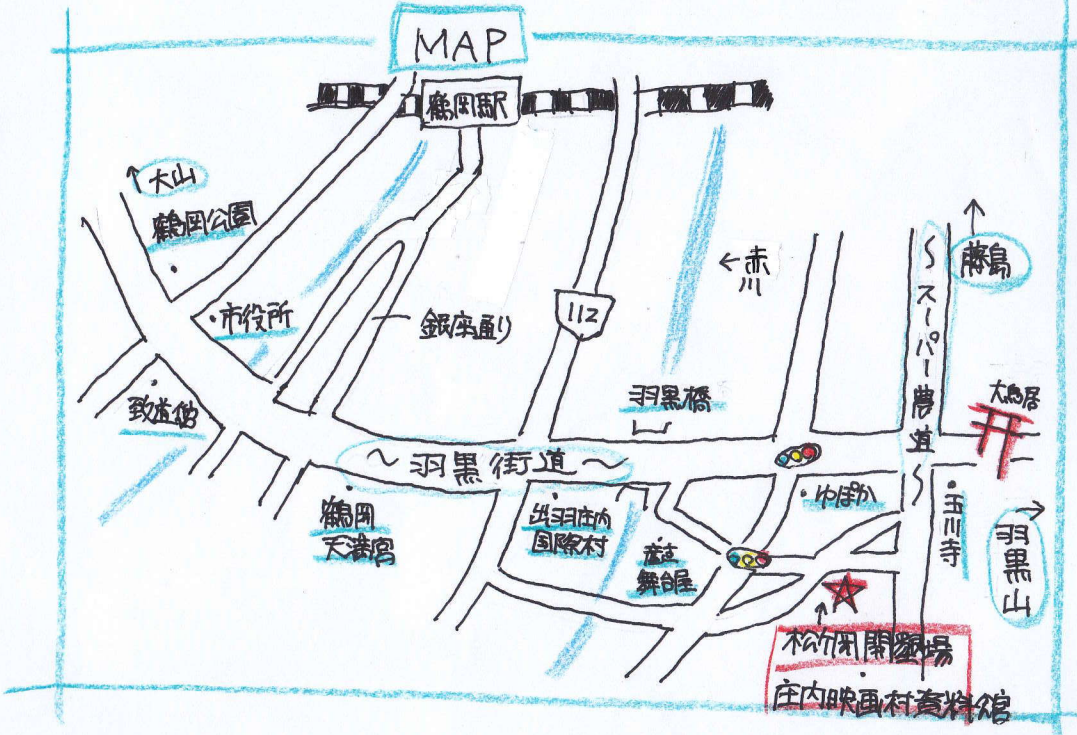 MAP
鶴岡駅
↑大山
鶴岡公園
・市役所
銀座通り
112
←赤川
↑
藤島
~スーパー農道~
致道館
羽黒橋
大鳥居
~羽黒街道~
鶴岡
天満宮
出羽庄内
国際村
産直
舞台屋
・ゆぽか
・玉川寺
→
羽黒山
松ヶ岡開墾場
庄内映画村資料館